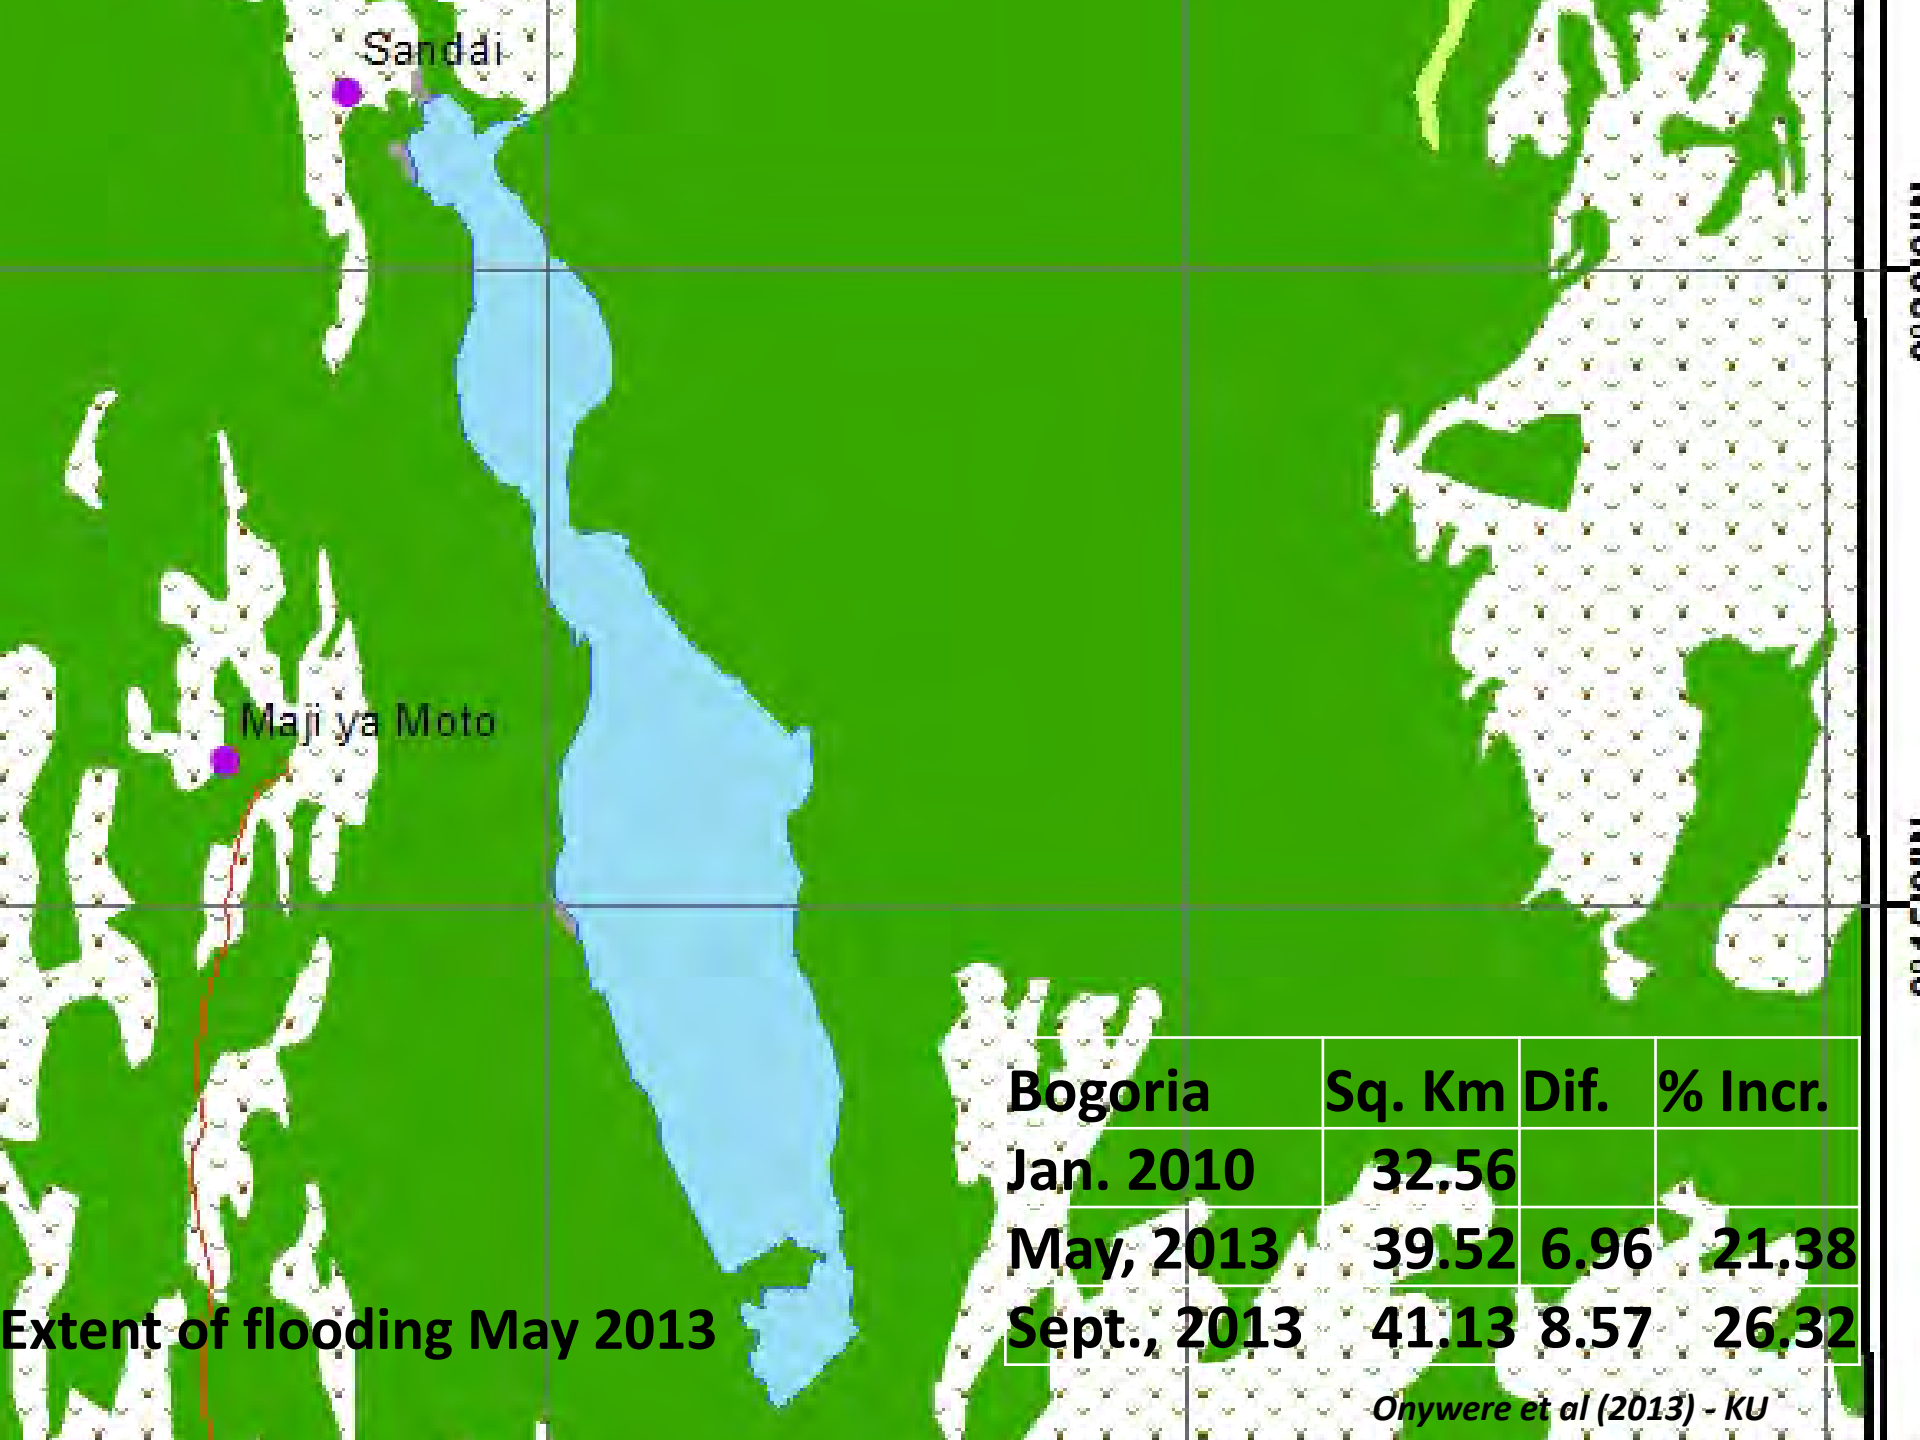 Sandai
Maji ya Moto
Bogoria Sq. Km Dif. % Incr.
Jan. 2010 32.56
May, 2013 39.52 6.96 21.38
Sept., 2013 41.13 8.57 26.32
Extent of flooding May 2013
Onywere et al (2013) - KU